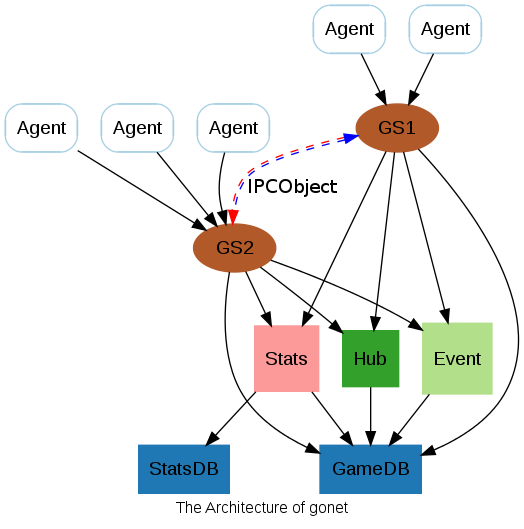 Agent
Agent
Agent
Agent
Agent
GS1
IPCObject
GS2
Stats
Hub
Event
StatsDB
GameDB
The Architecture of gonet